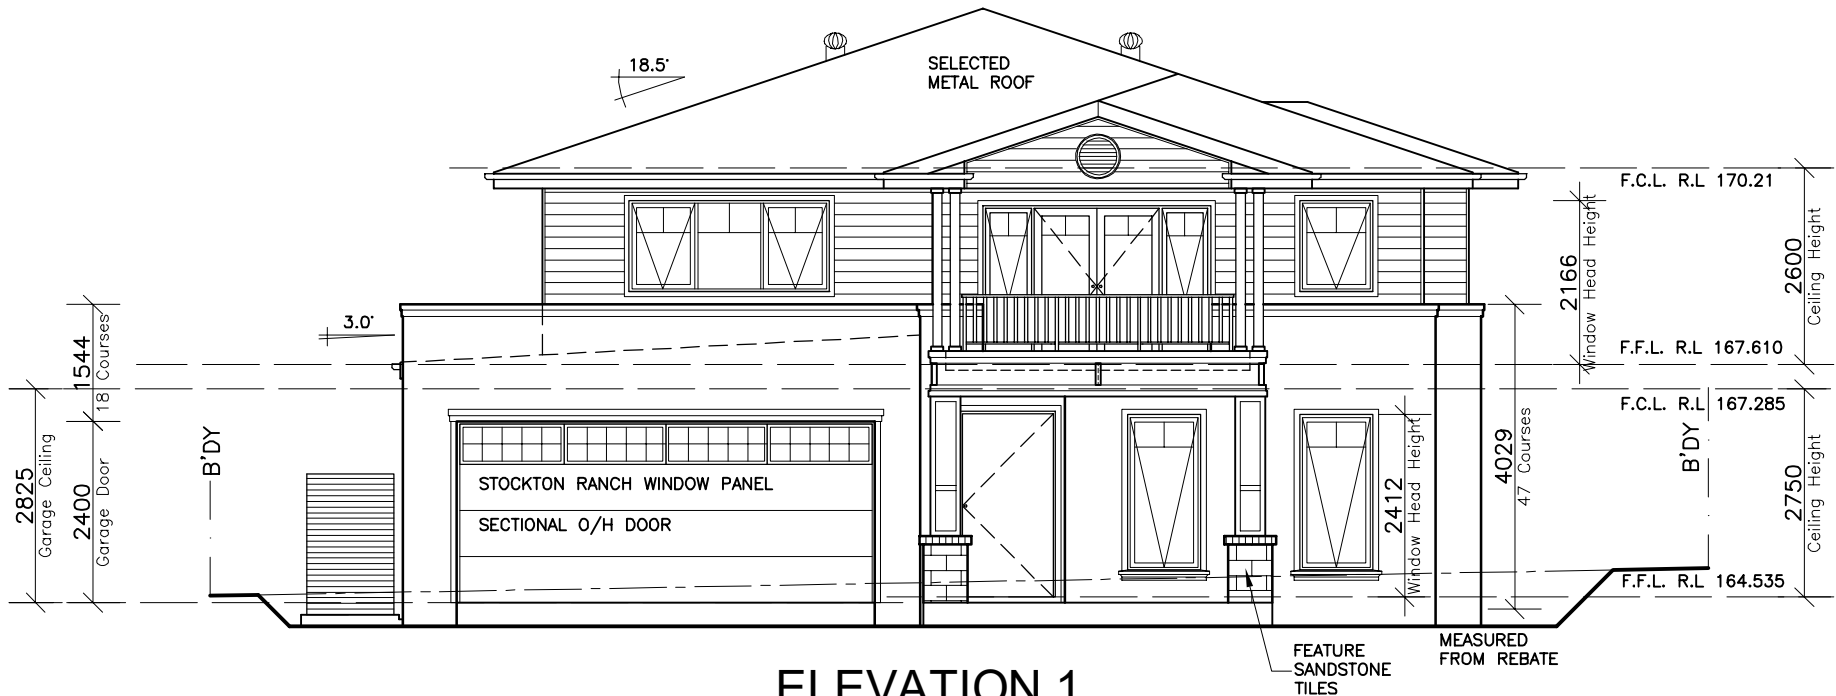 SELECTED
METAL ROOF
18.5°
F.C.L. R.L 170.21
2166
Window Head Height
2600
Ceiling Height
3.0°
1544
18 Courses
F.F.L. R.L 167.610
F.C.L. R.L 167.285
2825
Garage Ceiling
2400
Garage Door
B'DY
STOCKTON RANCH WINDOW PANEL
SECTIONAL O/H DOOR
2412
Window Head Height
4029
47 Courses
B'DY
2750
Ceiling Height
F.F.L. R.L 164.535
FEATURE
SANDSTONE
TILES
MEASURED
FROM REBATE
ELEVATION 1